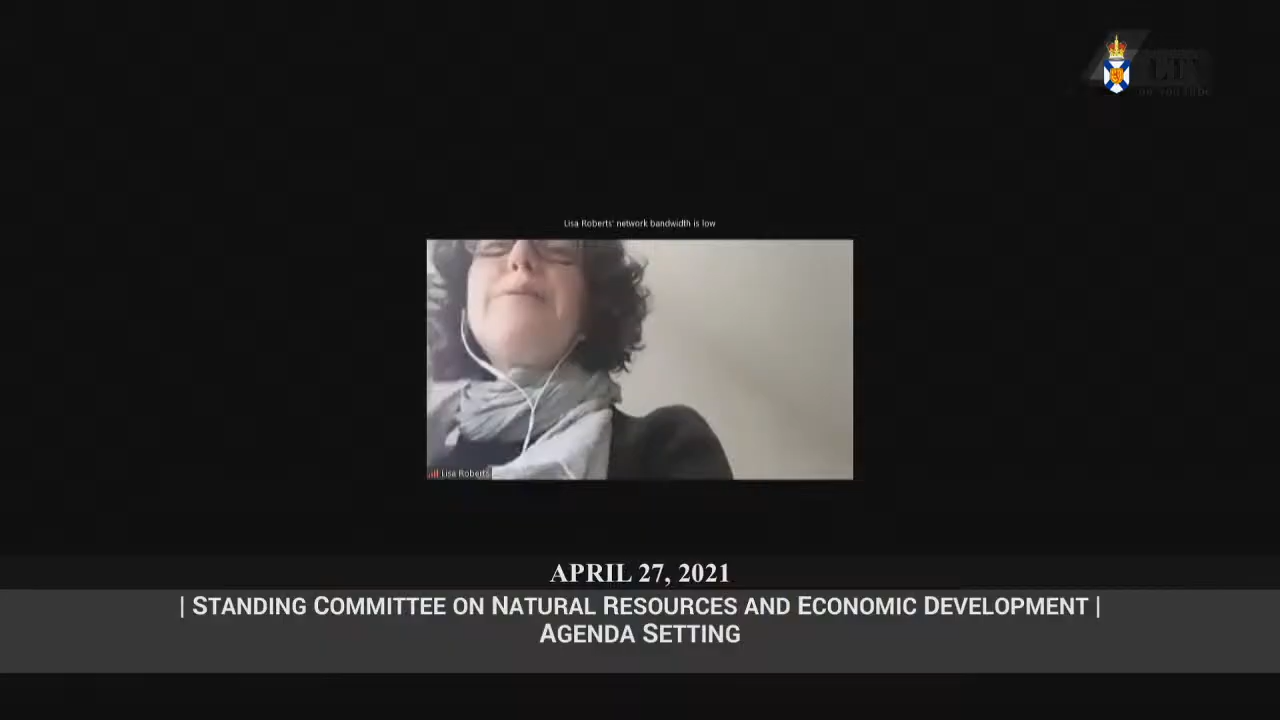 LTV
Lisa Roberts' network bandwidth is low
Lisa Roberts
APRIL 27, 2021
| STANDING COMMITTEE ON NATURAL RESOURCES AND ECONOMIC DEVELOPMENT |
AGENDA SETTING